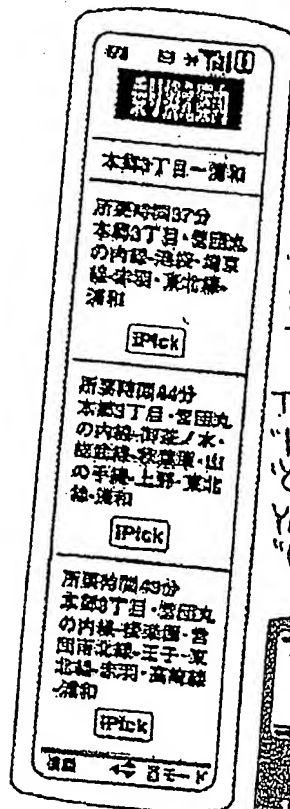 乗り換え案内
本郷3丁目ー浦和
所要時間37分
本郷3丁目・営団丸
の内線-池袋・埼京
線-赤羽・東北線-
浦和
iPick
所要時間44分
本郷3丁目・営団丸
の内線-御茶ノ水・
総武線-秋葉原・山
の手線-上野・東北
線-浦和
iPick
所要時間43分
本郷3丁目・営団丸
の内線-後楽園・営
団南北線-王子-東
北線-赤羽・高崎線
-浦和
iPick
iモード